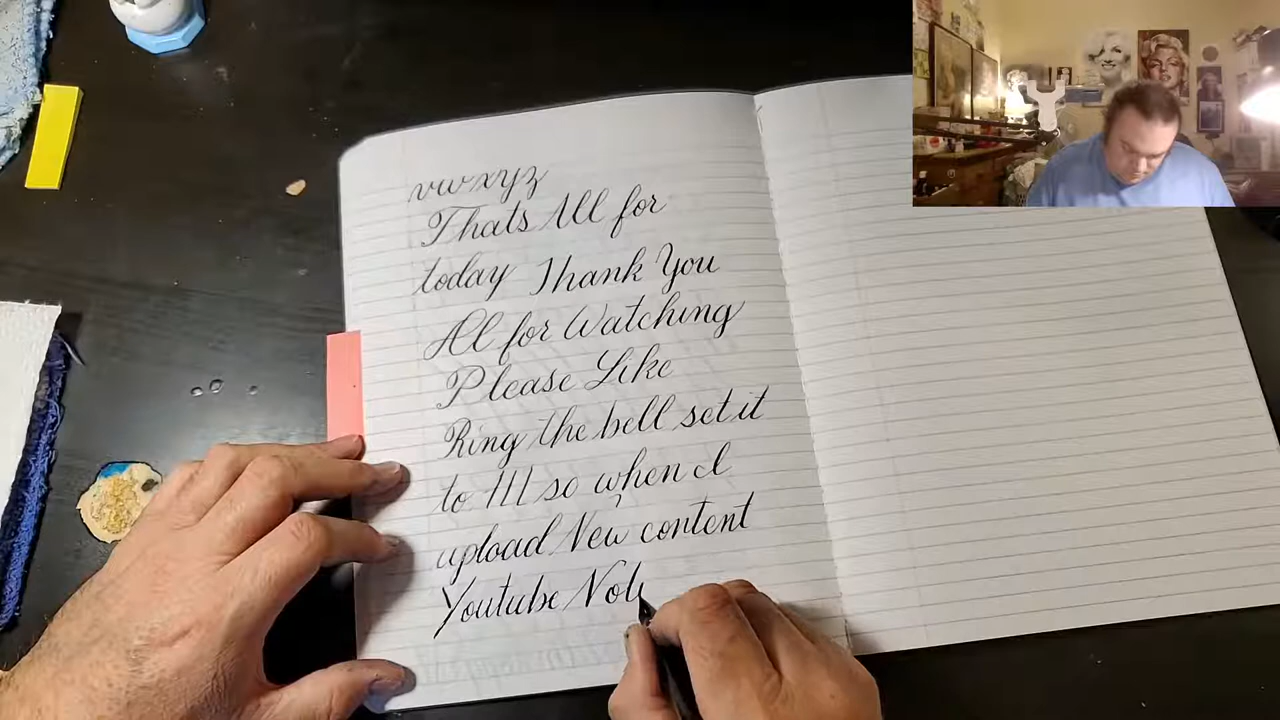 vwxyz
Thats All for
today Thank You
All for Watching
Please Like
Ring the bell set it
to All so when I
upload New content
Youtube Not